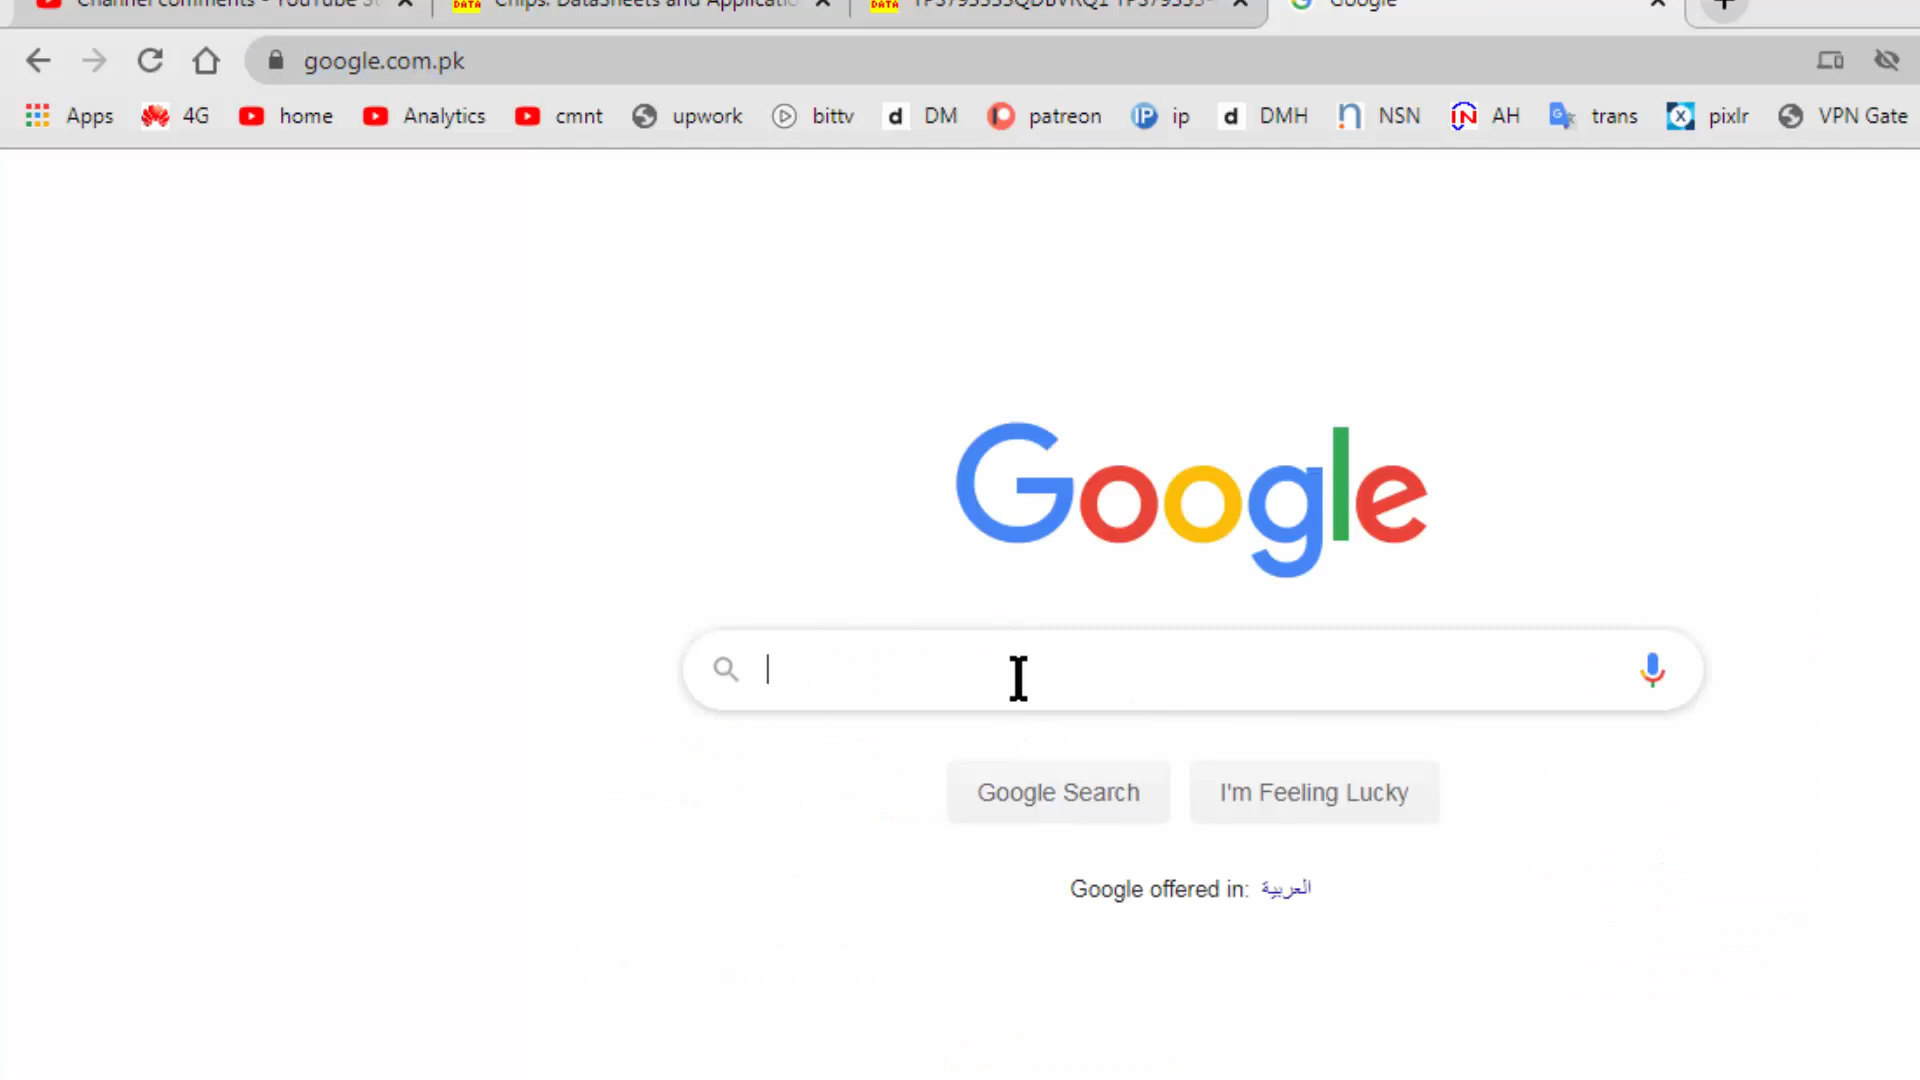 Channel comments - YouTube St
Chips: DataSheets and Applicatio
TPS79333SQDBVRQ1 TPS79333-
Google
google.com.pk
Apps 4G home Analytics cmnt upwork bittv DM patreon ip DMH NSN AH trans pixlr VPN Gate
Google
Google Search I'm Feeling Lucky
Google offered in: العربية